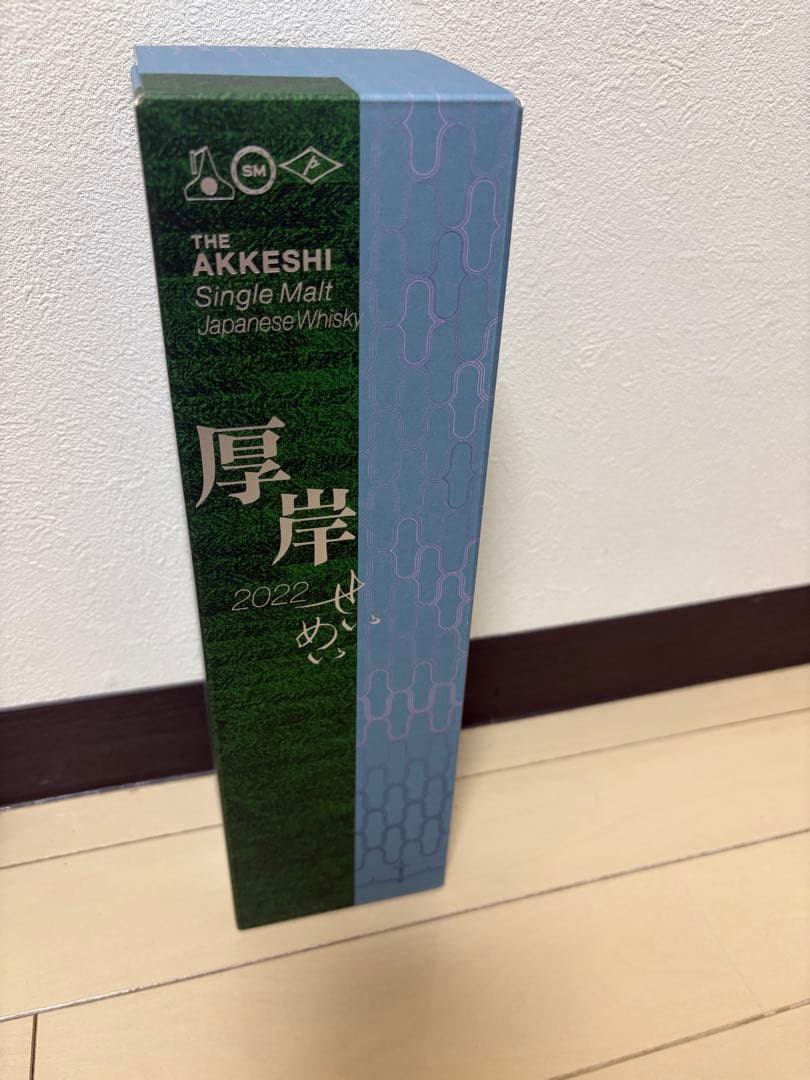 SM
THE
AKKESHI
Single Malt
Japanese Whisky
厚岸
2022 せいめい